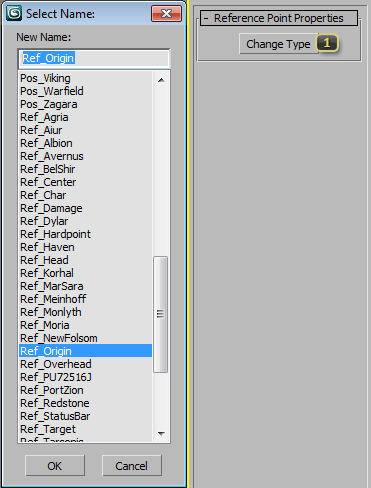 Select Name:
New Name:
Ref_Origin
Pos_Viking
Pos_Warfield
Pos_Zagara
Ref_Agria
Ref_Aiur
Ref_Albion
Ref_Avernus
Ref_BelShir
Ref_Center
Ref_Char
Ref_Damage
Ref_Dylar
Ref_Hardpoint
Ref_Haven
Ref_Head
Ref_Korhal
Ref_MarSara
Ref_Meinhoff
Ref_Monlyth
Ref_Moria
Ref_NewFolsom
Ref_Origin
Ref_Overhead
Ref_PU72516J
Ref_PortZion
Ref_Redstone
Ref_StatusBar
Ref_Target
Ref_Tarsonis
OK Cancel
- Reference Point Properties
Change Type 1